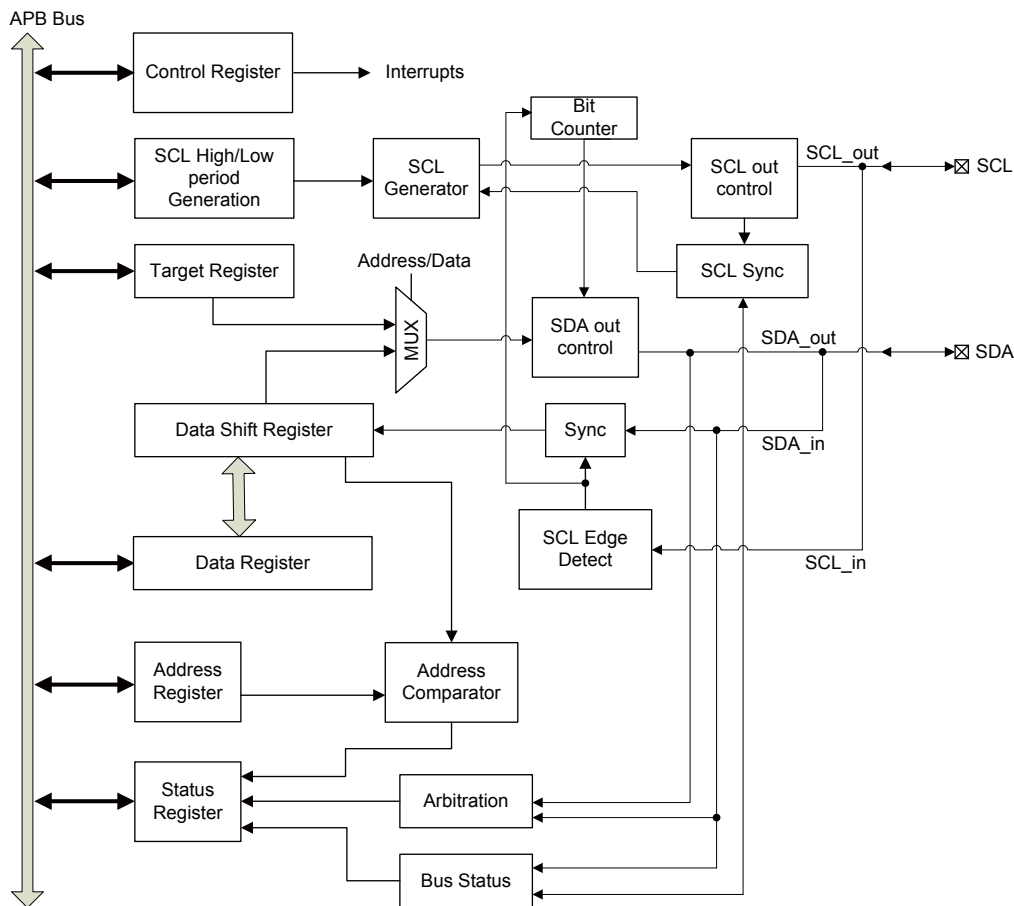 APB Bus
Control Register
Interrupts
Bit
Counter
SCL High/Low
period
Generation
SCL
Generator
SCL out
control
SCL_out
SCL
Target Register
Address/Data
SCL Sync
MUX
SDA out
control
SDA_out
SDA
Data Shift Register
Sync
SDA_in
Data Register
SCL Edge
Detect
SCL_in
Address
Register
Address
Comparator
Status
Register
Arbitration
Bus Status